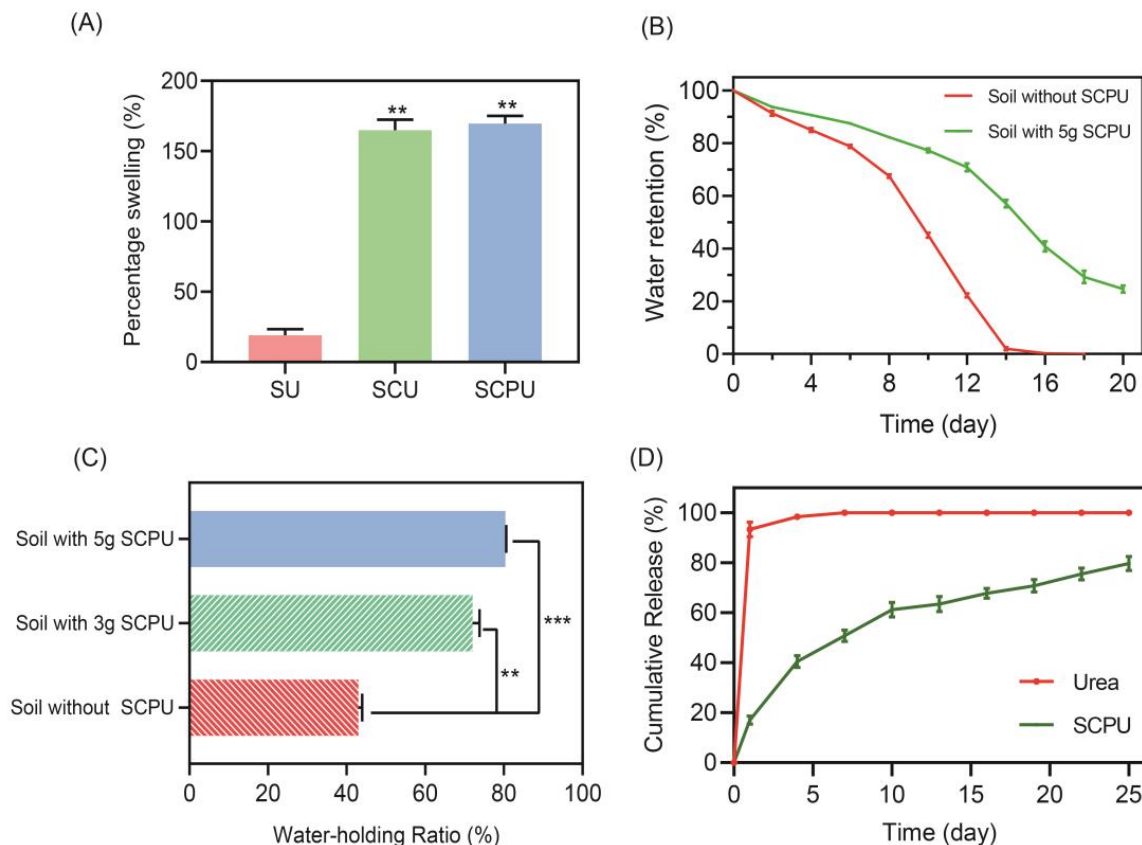 (A)
Percentage swelling (%)
200
150
100
50
0
**
**
SU
SCU
SCPU
(B)
Water retention (%)
100
80
60
40
20
0
Soil without SCPU
Soil with 5g SCPU
0
4
8
12
16
20
Time (day)
(C)
Soil with 5g SCPU
Soil with 3g SCPU
Soil without SCPU
***
**
0
20
40
60
80
100
Water-holding Ratio (%)
(D)
Cumulative Release (%)
100
80
60
40
20
0
Urea
SCPU
0
5
10
15
20
25
Time (day)